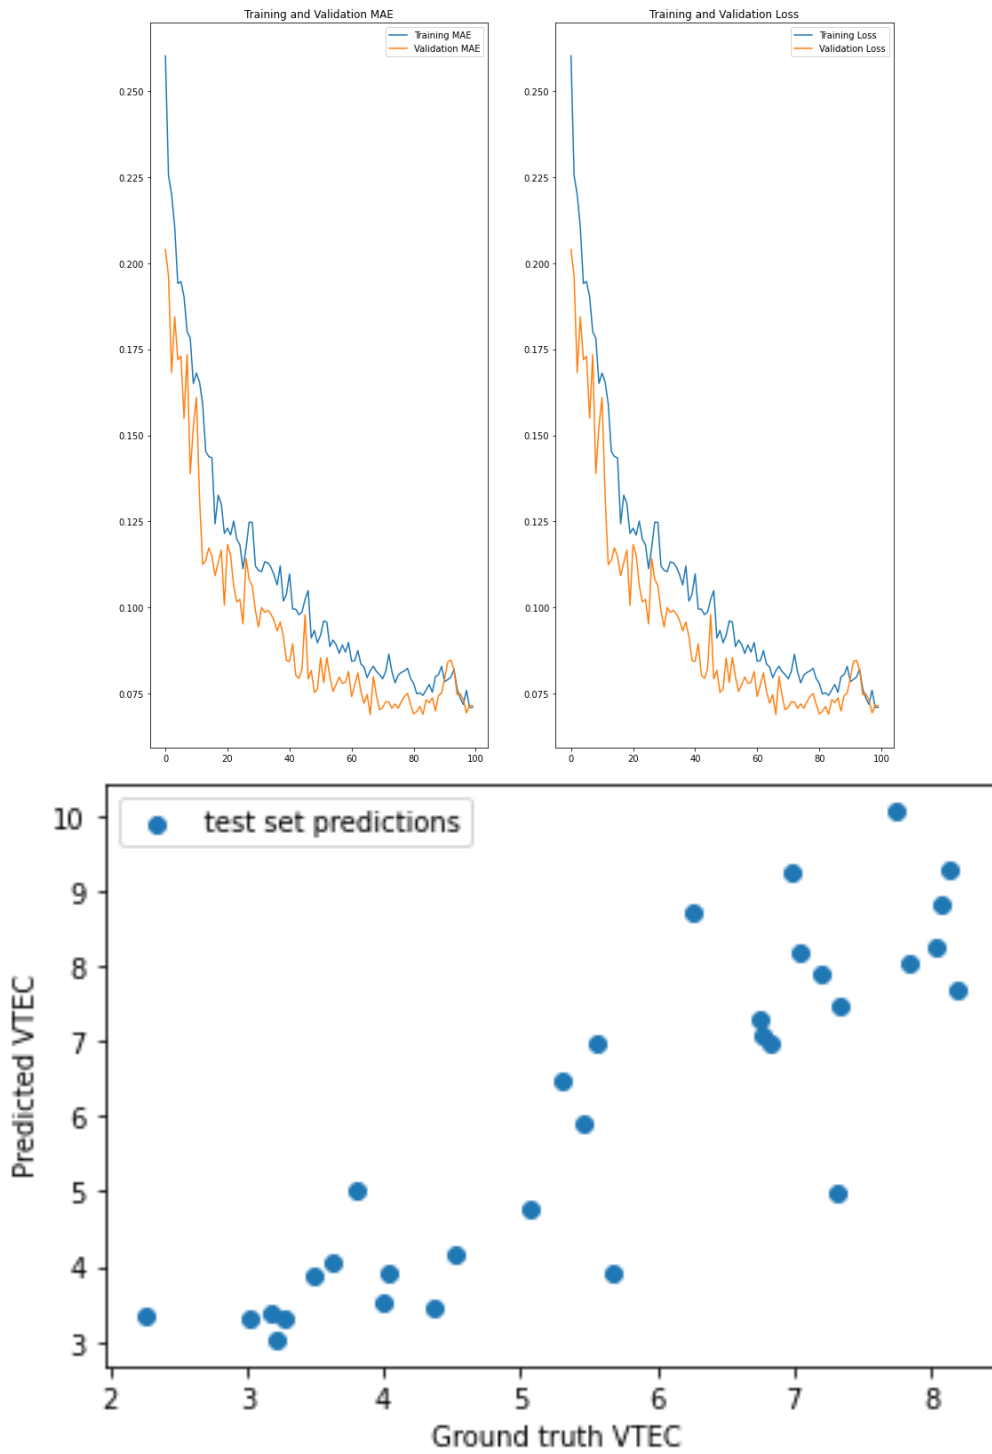 Training and Validation MAE
Training MAE
Validation MAE
0.250
0.225
0.200
0.175
0.150
0.125
0.100
0.075
0 20 40 60 80 100
Training and Validation Loss
Training Loss
Validation Loss
0.250
0.225
0.200
0.175
0.150
0.125
0.100
0.075
0 20 40 60 80 100
test set predictions
Predicted VTEC
10
9
8
7
6
5
4
3
2 3 4 5 6 7 8
Ground truth VTEC